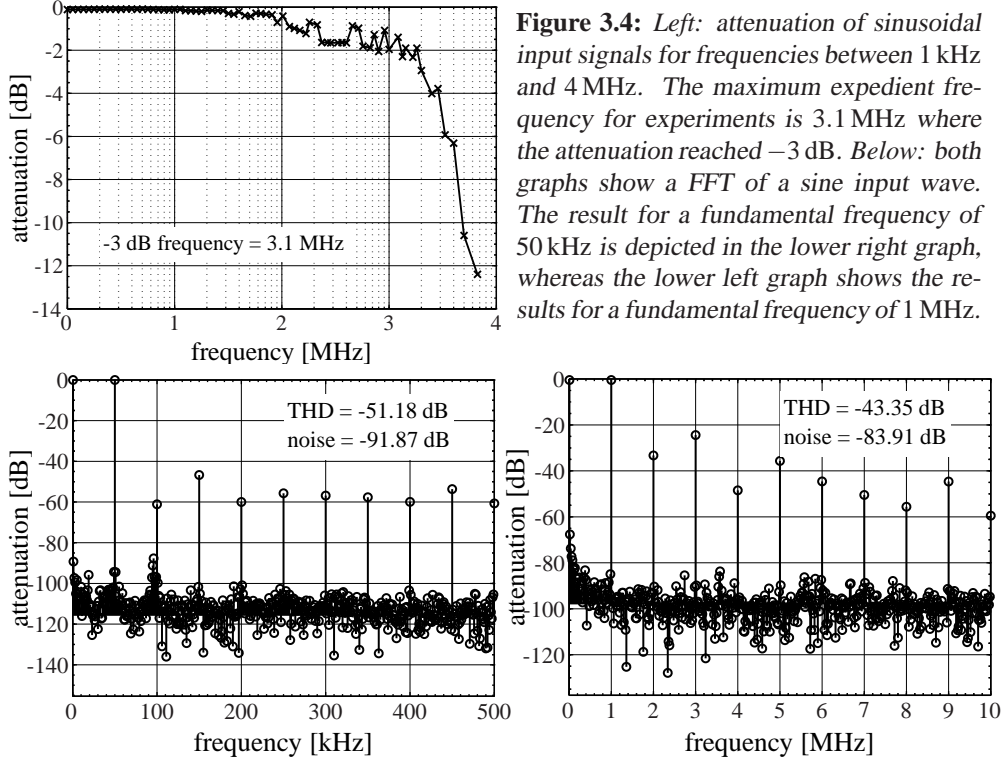 0
-2
-4
-6
-8
-10
-12
-14
attenuation [dB]
-3 dB frequency = 3.1 MHz
0 1 2 3 4
frequency [MHz]
Figure 3.4: Left: attenuation of sinusoidal
input signals for frequencies between 1 kHz
and 4 MHz. The maximum expedient fre-
quency for experiments is 3.1 MHz where
the attenuation reached −3 dB. Below: both
graphs show a FFT of a sine input wave.
The result for a fundamental frequency of
50 kHz is depicted in the lower right graph,
whereas the lower left graph shows the re-
sults for a fundamental frequency of 1 MHz.
0
-20
-40
-60
-80
-100
-120
-140
attenuation [dB]
THD = -51.18 dB
noise = -91.87 dB
0 100 200 300 400 500
frequency [kHz]
0
-20
-40
-60
-80
-100
-120
attenuation [dB]
THD = -43.35 dB
noise = -83.91 dB
0 1 2 3 4 5 6 7 8 9 10
frequency [MHz]